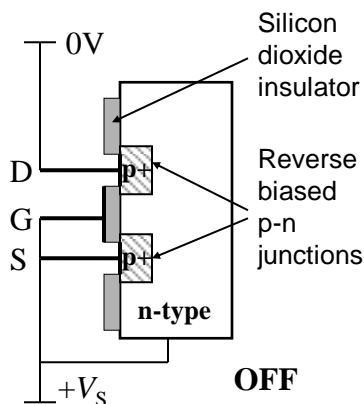 0V
Silicon
dioxide
insulator
D
p+
Reverse
biased
p-n
junctions
G
S
p+
n-type
OFF
+V_S